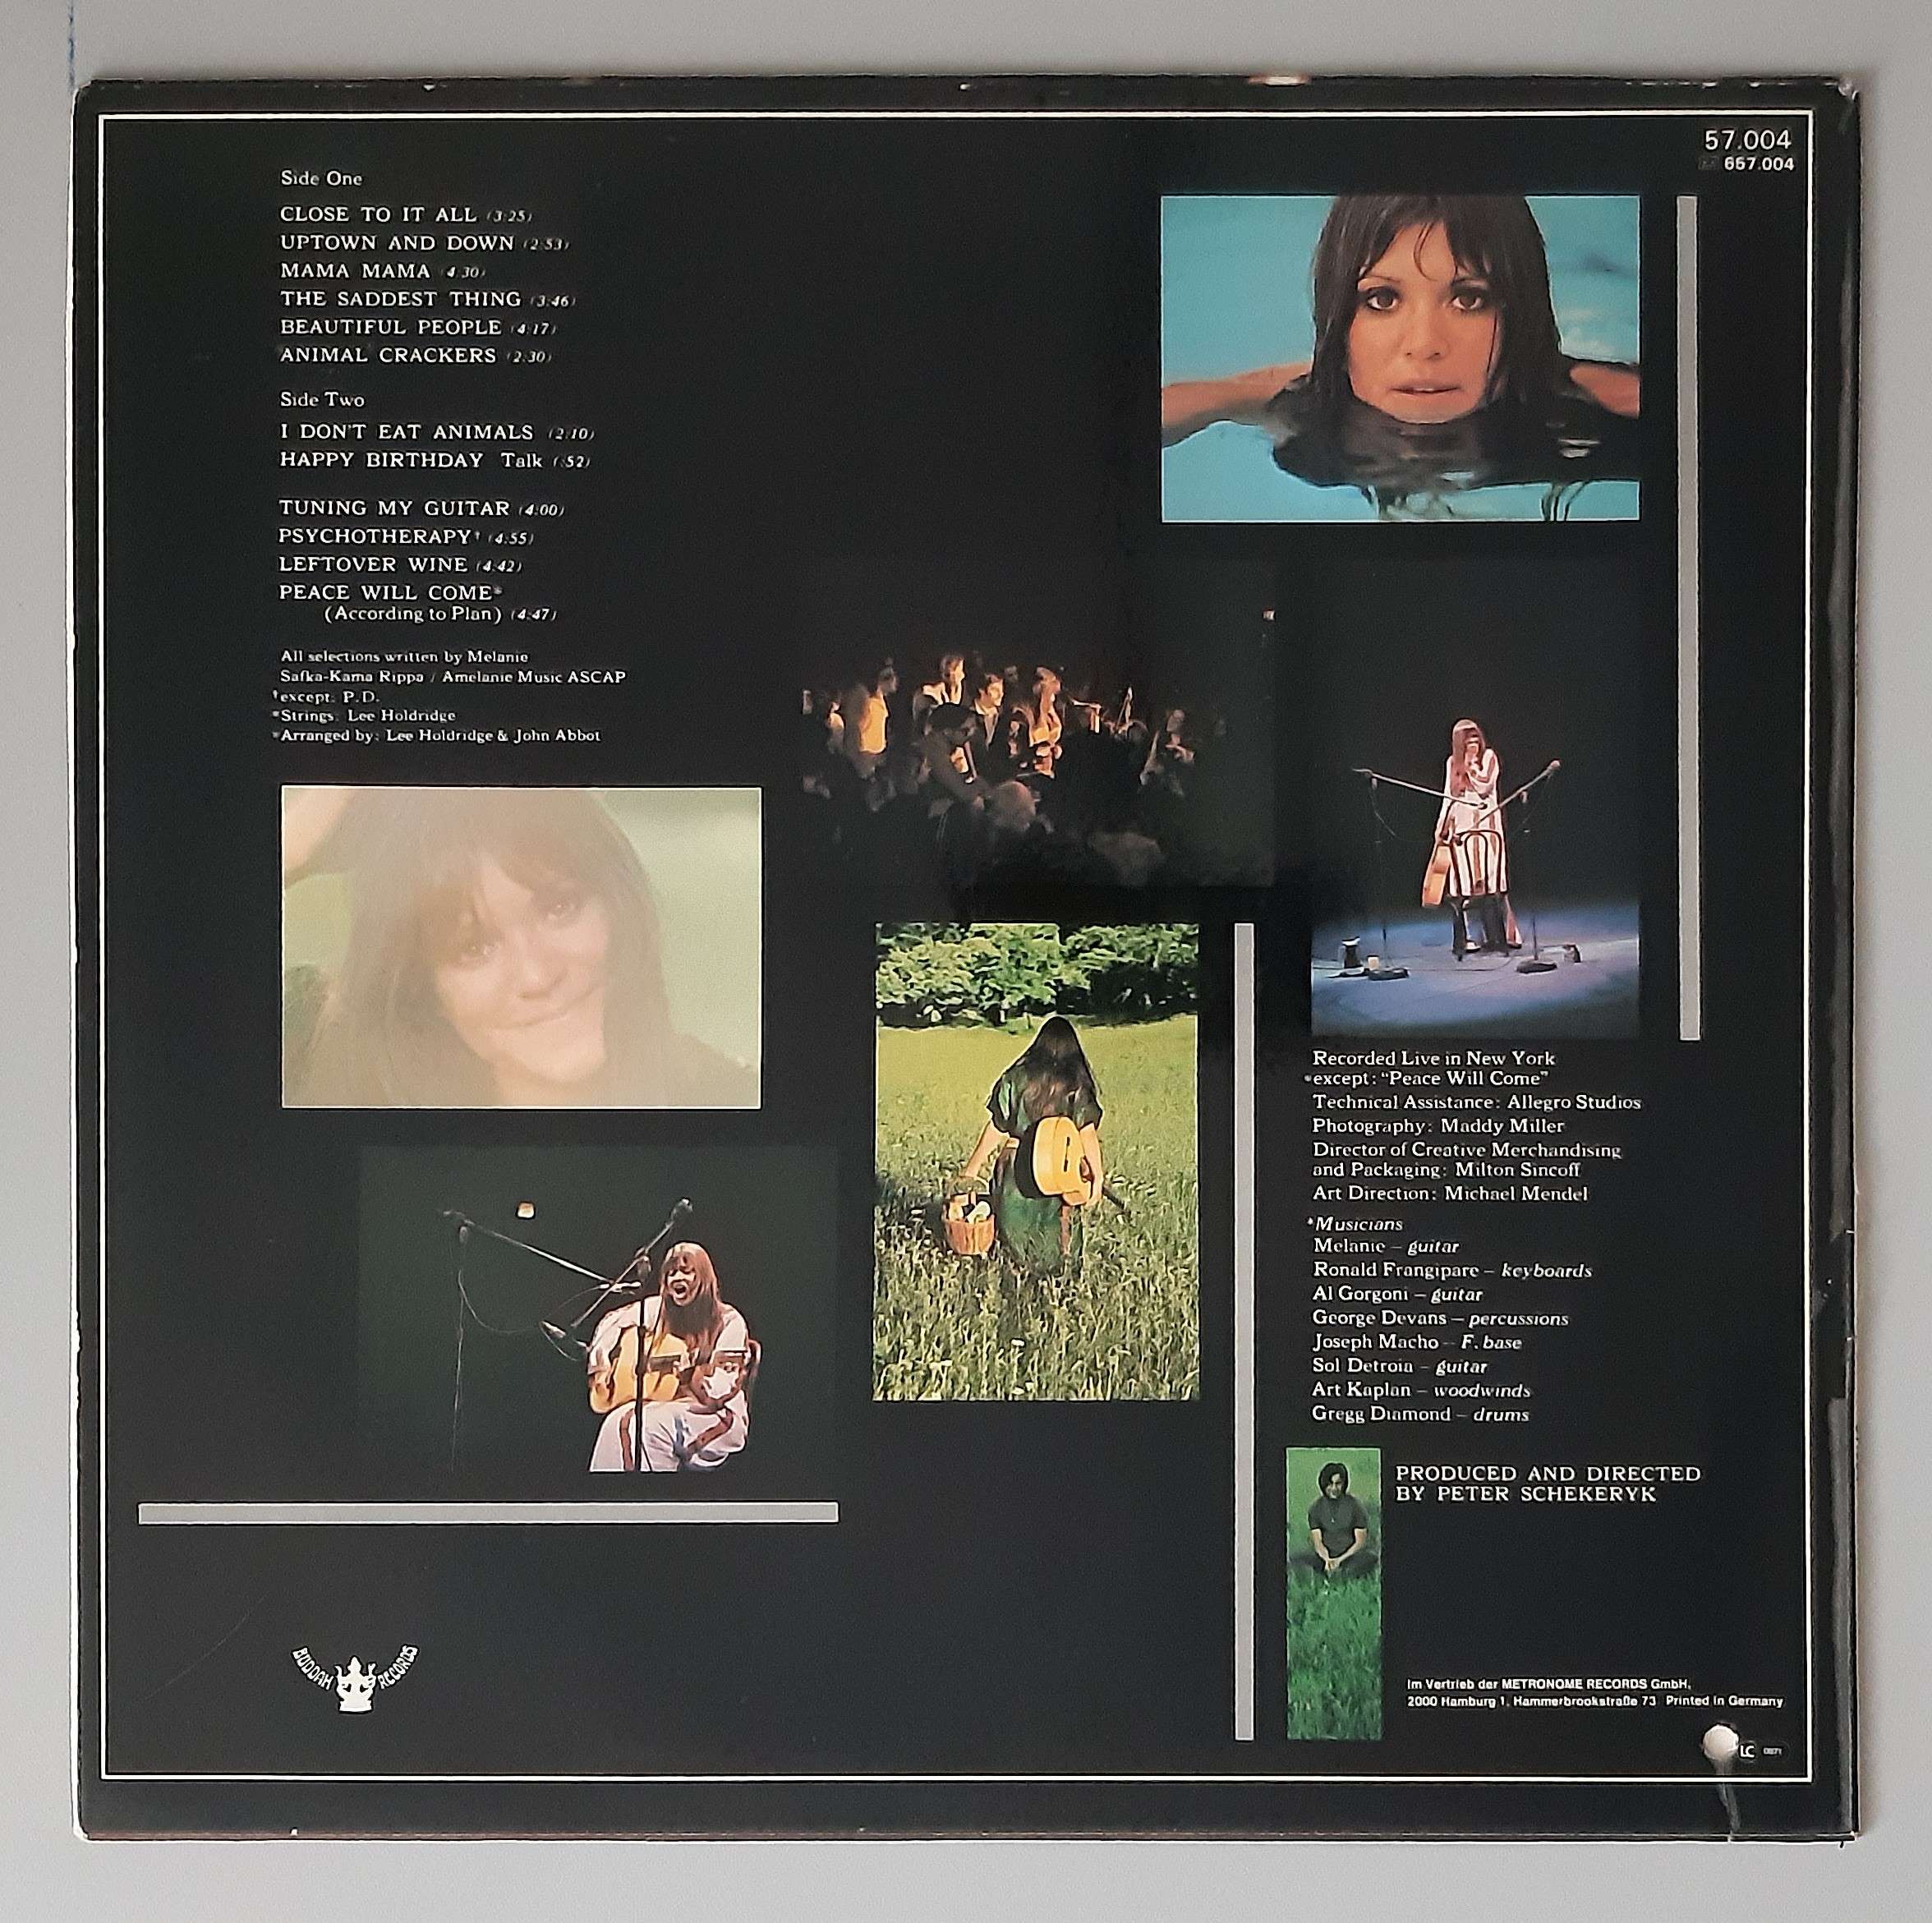 57.004
657.004
Side One
CLOSE TO IT ALL (3:25)
UPTOWN AND DOWN (2:53)
MAMA MAMA (4:30)
THE SADDEST THING (3:46)
BEAUTIFUL PEOPLE (4:17)
ANIMAL CRACKERS (2:30)
Side Two
I DON'T EAT ANIMALS (2:10)
HAPPY BIRTHDAY Talk (:52)
TUNING MY GUITAR (4:00)
PSYCHOTHERAPY† (4:55)
LEFTOVER WINE (4:42)
PEACE WILL COME*
(According to Plan) (4:47)
All selections written by Melanie
Safka-Kama Rippa / Amelanie Music ASCAP
†except: P.D.
*Strings: Lee Holdridge
*Arranged by: Lee Holdridge & John Abbot
Recorded Live in New York
*except: "Peace Will Come"
Technical Assistance: Allegro Studios
Photography: Maddy Miller
Director of Creative Merchandising
and Packaging: Milton Sincoff
Art Direction: Michael Mendel
*Musicians
Melanie – guitar
Ronald Frangipare – keyboards
Al Gorgoni – guitar
George Devans – percussions
Joseph Macho – F. base
Sol Detroia – guitar
Art Kaplan – woodwinds
Gregg Diamond – drums
PRODUCED AND DIRECTED
BY PETER SCHEKERYK
BUDDAH RECORDS
Im Vertrieb der METRONOME RECORDS GmbH,
2000 Hamburg 1, Hammerbrookstraße 73 Printed in Germany
LC